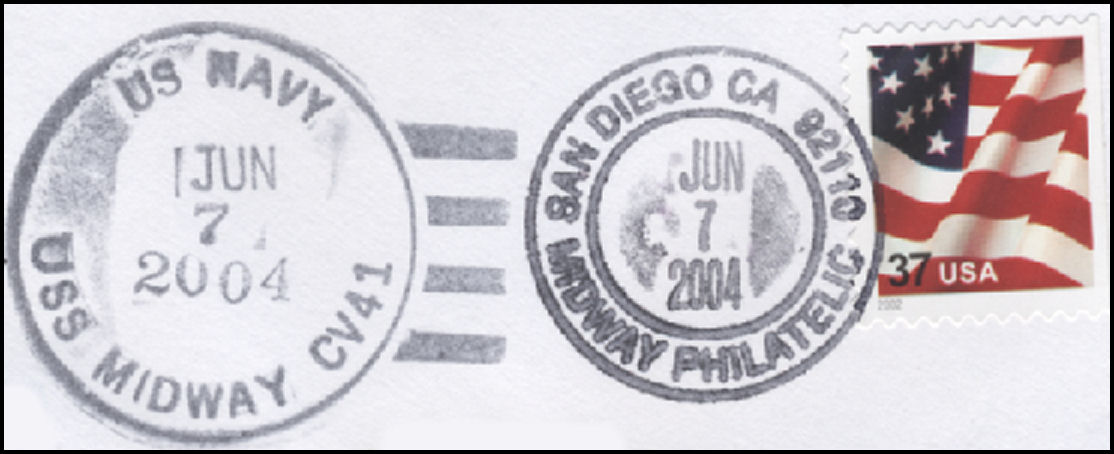 US NAVY
JUN
7
2004
USS MIDWAY CV41
SAN DIEGO CA 92110
JUN
7
2004
MIDWAY PHILATELIC
37 USA
2002